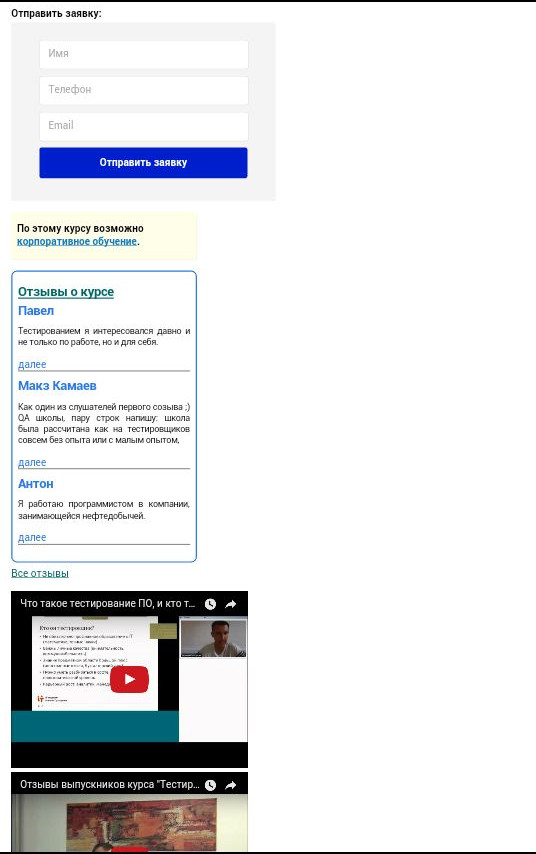 Отправить заявку:
Имя
Телефон
Email
Отправить заявку
По этому курсу возможно
корпоративное обучение.
Отзывы о курсе
Павел
Тестированием я интересовался давно и
не только по работе, но и для себя.
далее
Макз Камаев
Как один из слушателей первого созыва ;)
QA школы, пару строк напишу: школа
была рассчитана как на тестировщиков
совсем без опыта или с малым опытом,
далее
Антон
Я работаю программистом в компании,
занимающейся нефтедобычей.
далее
Все отзывы
Что такое тестирование ПО, и кто т...
Кто он тестировщик?
Отзывы выпускников курса "Тестир...